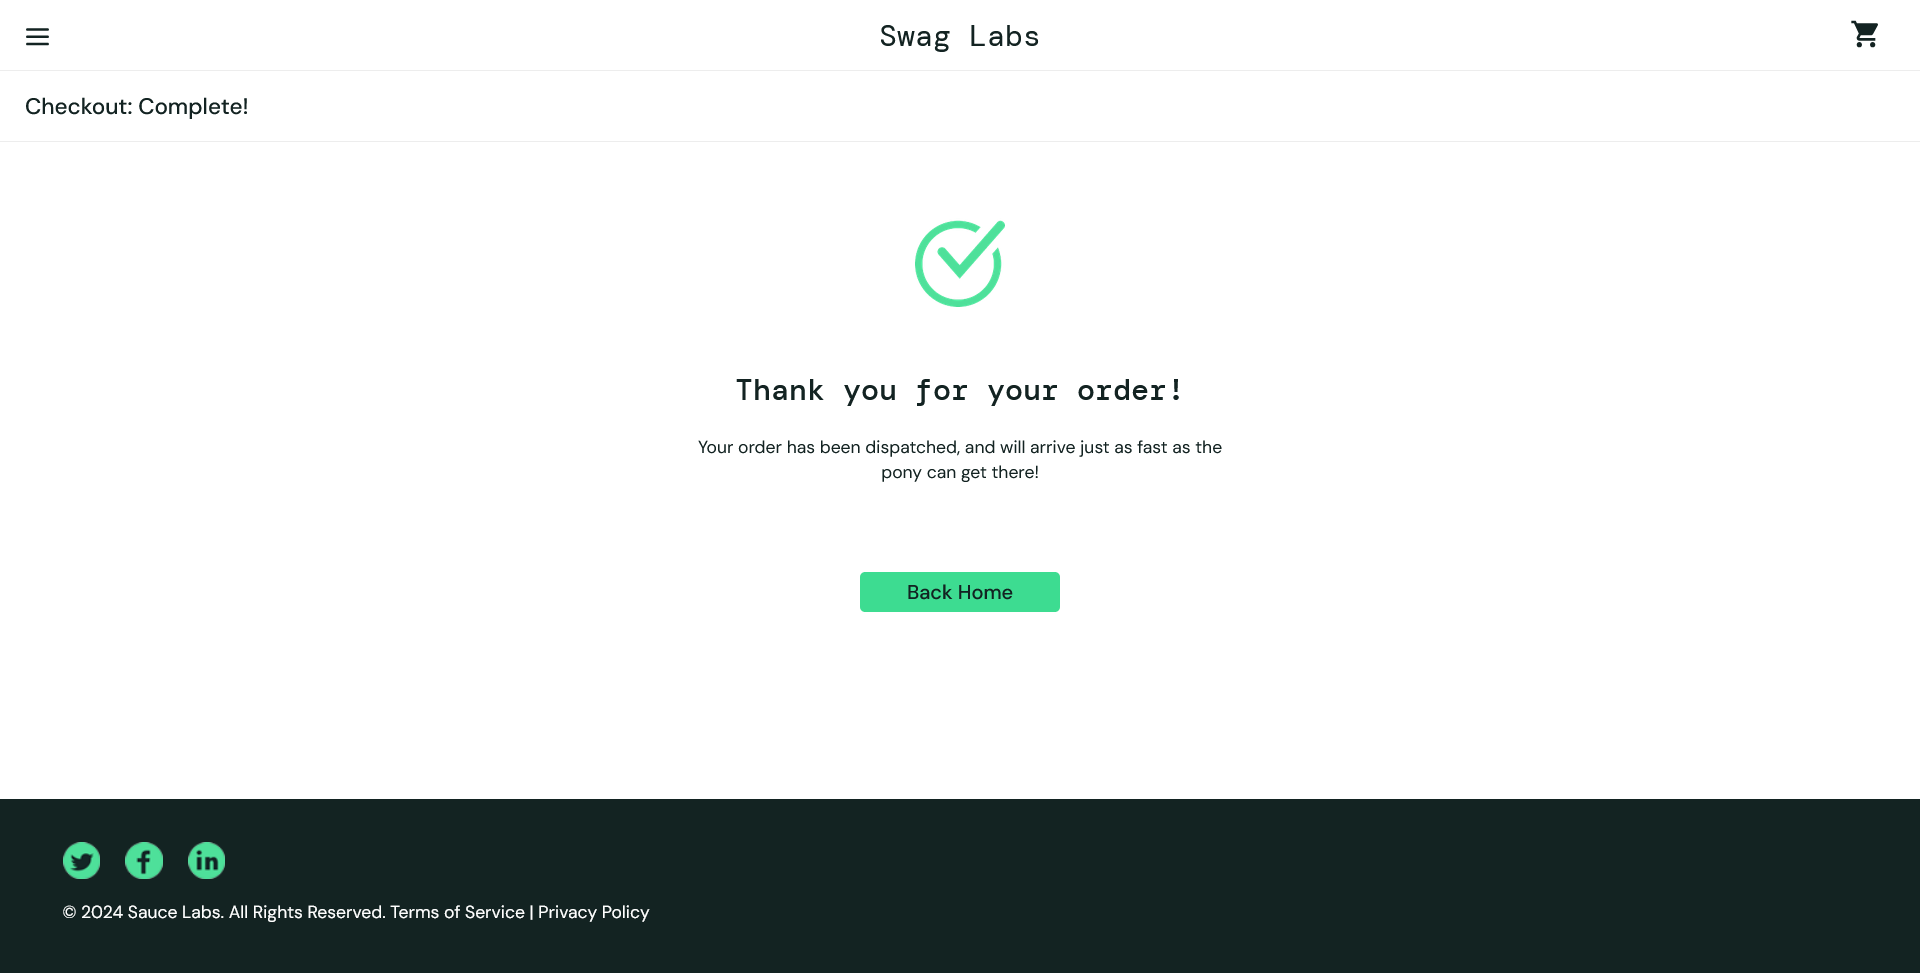 Swag Labs
Checkout: Complete!
Thank you for your order!
Your order has been dispatched, and will arrive just as fast as the
pony can get there!
Back Home
© 2024 Sauce Labs. All Rights Reserved. Terms of Service | Privacy Policy